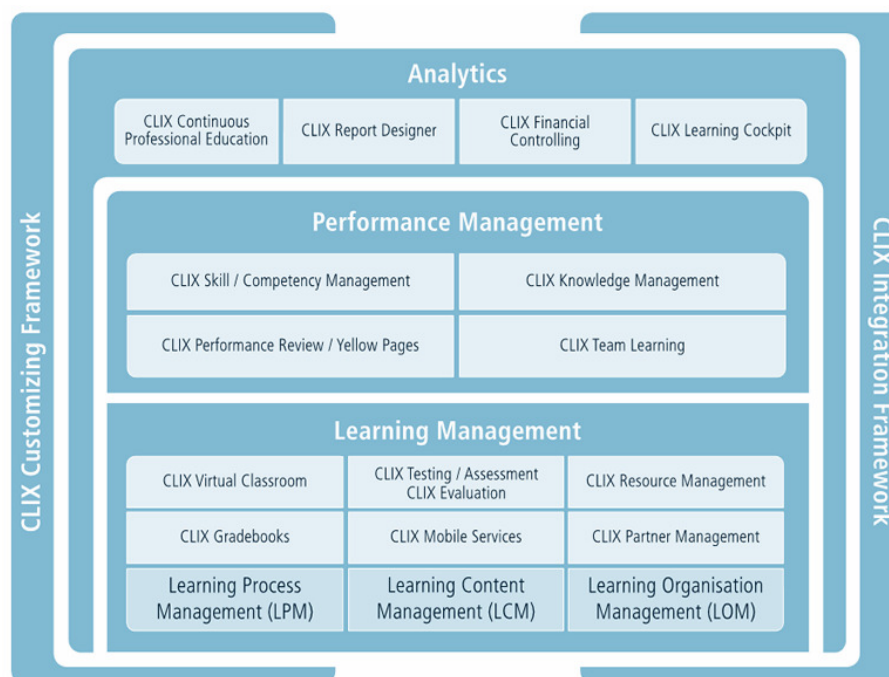 Analytics
CLIX Continuous
Professional Education
CLIX Report Designer
CLIX Financial
Controlling
CLIX Learning Cockpit
CLIX Customizing Framework
Performance Management
CLIX Skill / Competency Management
CLIX Knowledge Management
CLIX Performance Review / Yellow Pages
CLIX Team Learning
CLIX Integration Framework
Learning Management
CLIX Virtual Classroom
CLIX Testing / Assessment
CLIX Evaluation
CLIX Resource Management
CLIX Gradebooks
CLIX Mobile Services
CLIX Partner Management
Learning Process
Management (LPM)
Learning Content
Management (LCM)
Learning Organisation
Management (LOM)